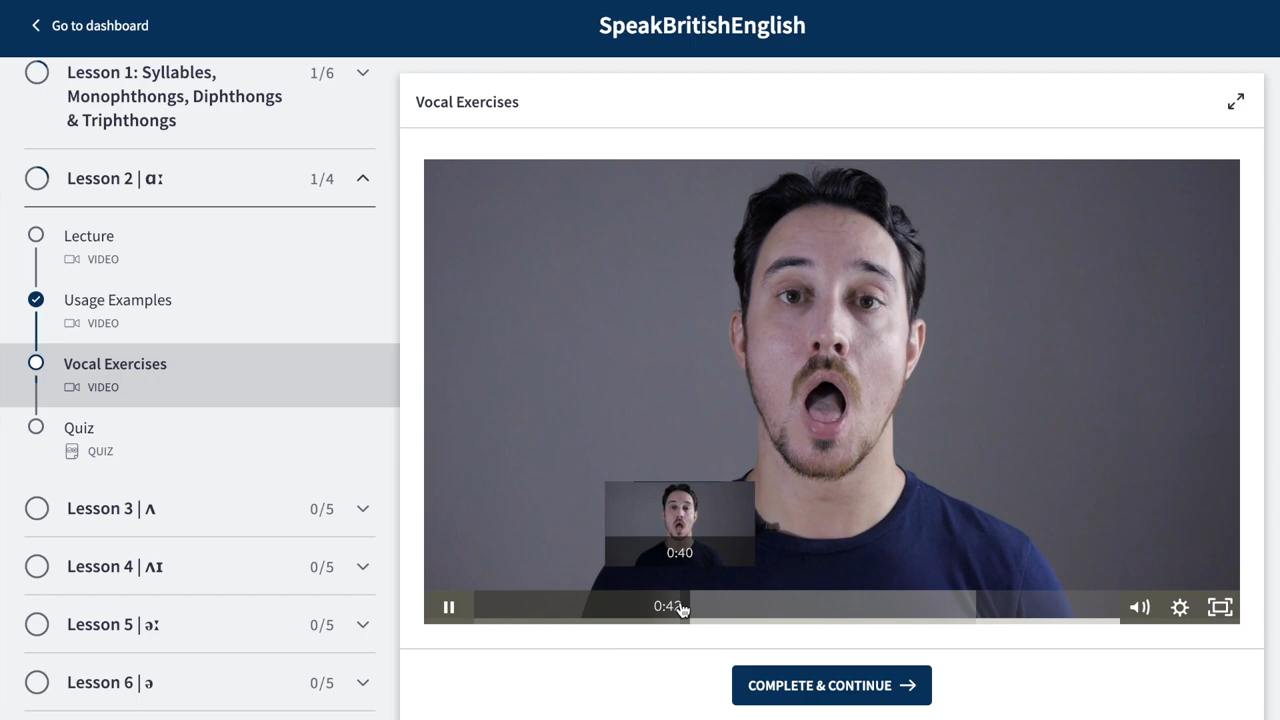 Go to dashboard
SpeakBritishEnglish
Lesson 1: Syllables,
Monophthongs, Diphthongs
& Triphthongs
1/6
Lesson 2 | ɑː
1/4
Lecture
VIDEO
Usage Examples
VIDEO
Vocal Exercises
VIDEO
Quiz
QUIZ
Lesson 3 | ʌ
0/5
Lesson 4 | ʌɪ
0/5
Lesson 5 | əː
0/5
Lesson 6 | ə
0/5
Vocal Exercises
0:40
COMPLETE & CONTINUE